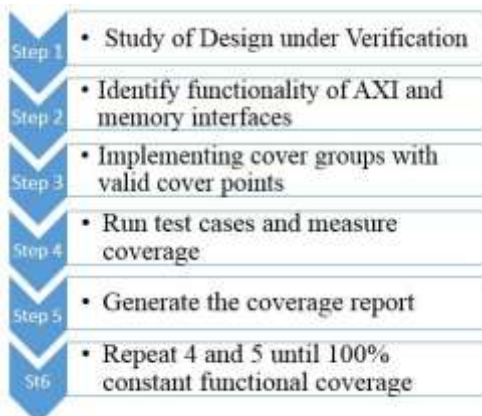 Step 1
• Study of Design under Verification
Step 2
• Identify functionality of AXI and
memory interfaces
Step 3
• Implementing cover groups with
valid cover points
Step 4
• Run test cases and measure
coverage
Step 5
• Generate the coverage report
St6
• Repeat 4 and 5 until 100%
constant functional coverage